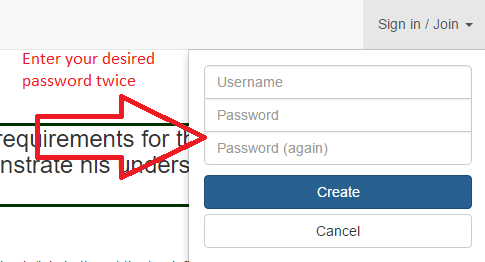 Sign in / Join
Enter your desired
password twice
Username
Password
Password (again)
requirements for th
nstrate his unders
Create
Cancel